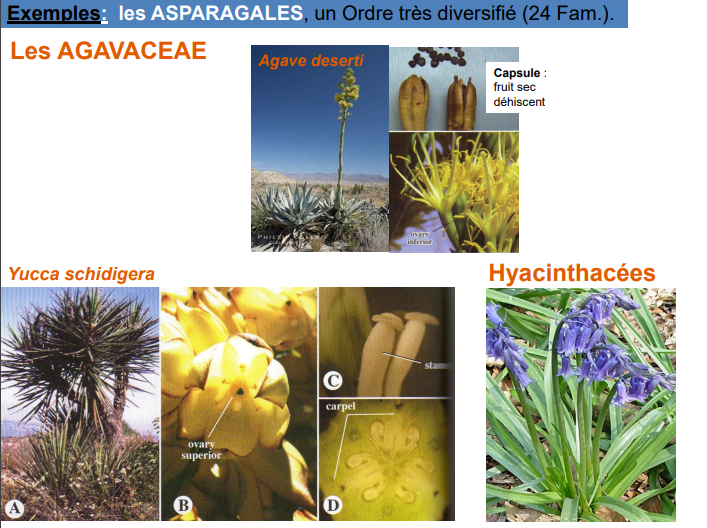 Exemples: les ASPARAGALES, un Ordre très diversifié (24 Fam.).
Les AGAVACEAE
Agave deserti
Capsule :
fruit sec
déhiscent
ovary
inferior
Yucca schidigera
Hyacinthacées
ovary
superior
stam
carpel
A
B
C
D